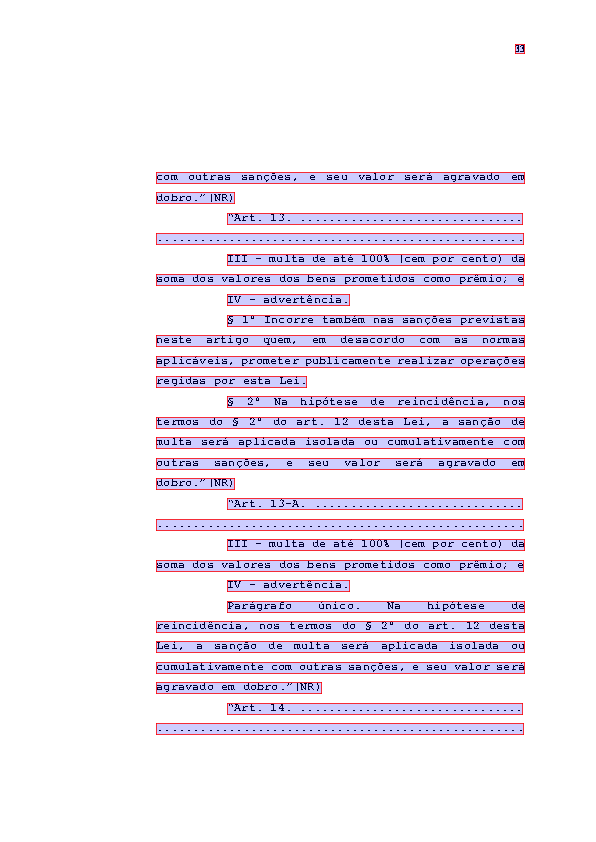 33
com outras sanções, e seu valor será agravado em
dobro.”(NR)
“Art. 13. ...............................
...................................................
III – multa de até 100% (cem por cento) da
soma dos valores dos bens prometidos como prêmio; e
IV – advertência.
§ 1º Incorre também nas sanções previstas
neste artigo quem, em desacordo com as normas
aplicáveis, prometer publicamente realizar operações
regidas por esta Lei.
§ 2º Na hipótese de reincidência, nos
termos do § 2º do art. 12 desta Lei, a sanção de
multa será aplicada isolada ou cumulativamente com
outras sanções, e seu valor será agravado em
dobro.”(NR)
“Art. 13-A. .............................
...................................................
III – multa de até 100% (cem por cento) da
soma dos valores dos bens prometidos como prêmio; e
IV – advertência.
Parágrafo único. Na hipótese de
reincidência, nos termos do § 2º do art. 12 desta
Lei, a sanção de multa será aplicada isolada ou
cumulativamente com outras sanções, e seu valor será
agravado em dobro.”(NR)
“Art. 14. ...............................
...................................................